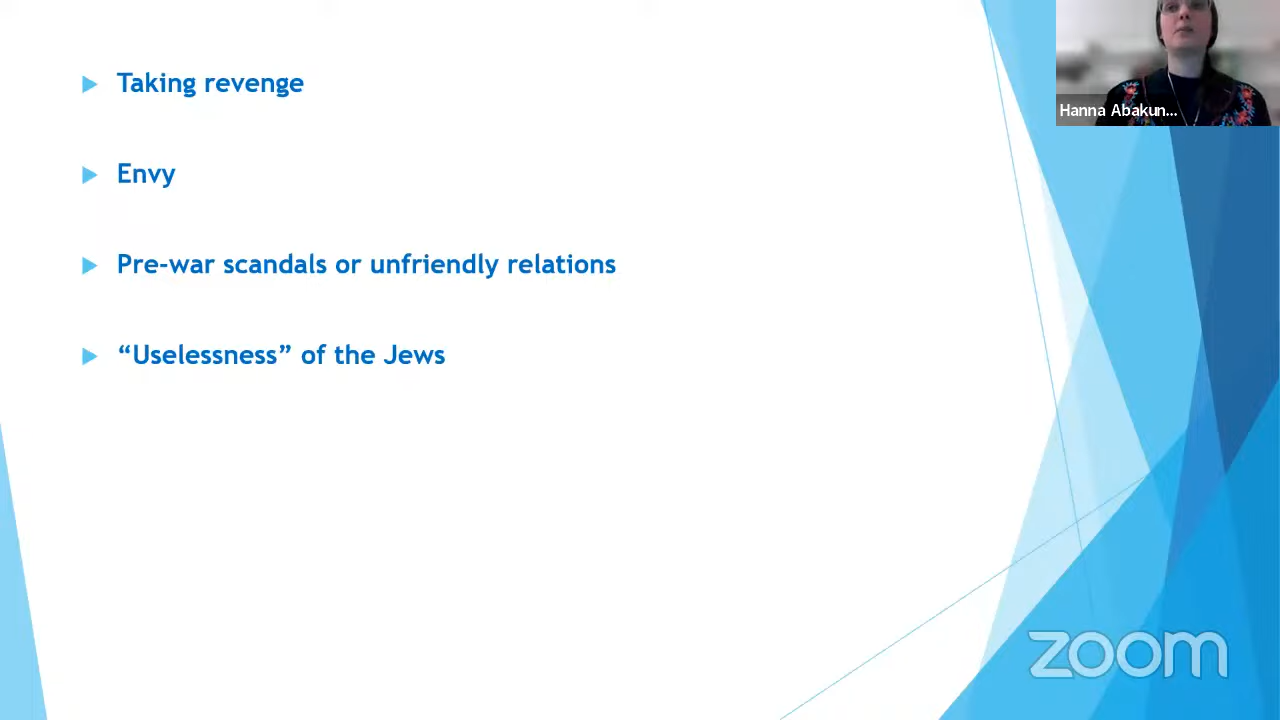 Taking revenge
Envy
Pre-war scandals or unfriendly relations
“Uselessness” of the Jews
Hanna Abakun...
zoom